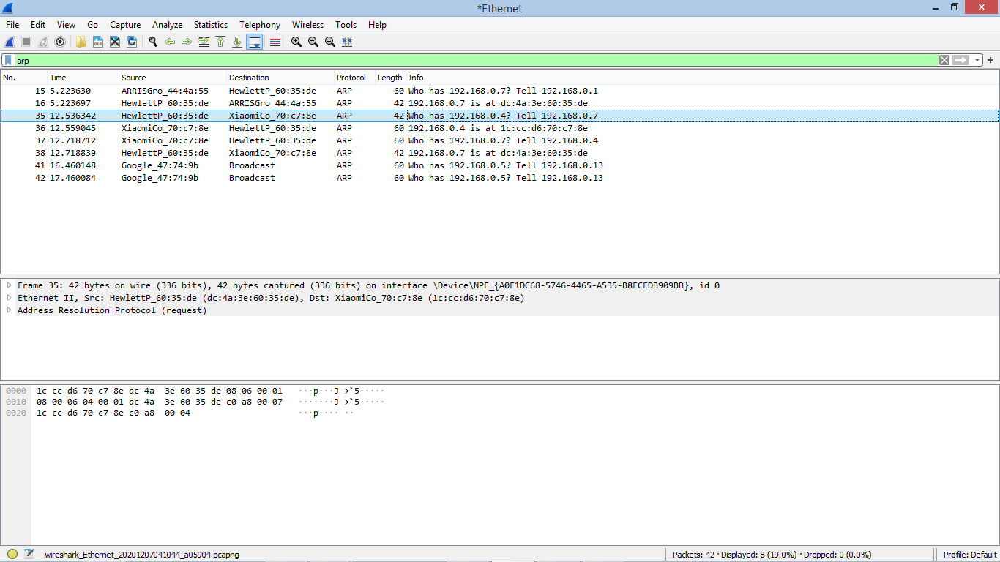 *Ethernet
File Edit View Go Capture Analyze Statistics Telephony Wireless Tools Help
arp
No. Time Source Destination Protocol Length Info
15 5.223630 ARRISGro_44:4a:55 HewlettP_60:35:de ARP 60 Who has 192.168.0.7? Tell 192.168.0.1
16 5.223697 HewlettP_60:35:de ARRISGro_44:4a:55 ARP 42 192.168.0.7 is at dc:4a:3e:60:35:de
35 12.536342 HewlettP_60:35:de XiaomiCo_70:c7:8e ARP 42 Who has 192.168.0.4? Tell 192.168.0.7
36 12.559045 XiaomiCo_70:c7:8e HewlettP_60:35:de ARP 60 192.168.0.4 is at 1c:cc:d6:70:c7:8e
37 12.718712 XiaomiCo_70:c7:8e HewlettP_60:35:de ARP 60 Who has 192.168.0.7? Tell 192.168.0.4
38 12.718839 HewlettP_60:35:de XiaomiCo_70:c7:8e ARP 42 192.168.0.7 is at dc:4a:3e:60:35:de
41 16.460148 Google_47:74:9b Broadcast ARP 60 Who has 192.168.0.5? Tell 192.168.0.13
42 17.460084 Google_47:74:9b Broadcast ARP 60 Who has 192.168.0.5? Tell 192.168.0.13
Frame 35: 42 bytes on wire (336 bits), 42 bytes captured (336 bits) on interface \Device\NPF_{A0F1DC68-5746-4465-A535-B8ECEDB909BB}, id 0
Ethernet II, Src: HewlettP_60:35:de (dc:4a:3e:60:35:de), Dst: XiaomiCo_70:c7:8e (1c:cc:d6:70:c7:8e)
Address Resolution Protocol (request)
0000 1c cc d6 70 c7 8e dc 4a 3e 60 35 de 08 06 00 01 ···p···J >`5·····
0010 08 00 06 04 00 01 dc 4a 3e 60 35 de c0 a8 00 07 ·······J >`5·····
0020 1c cc d6 70 c7 8e c0 a8 00 04 ···p···· ··
wireshark_Ethernet_20201207041044_a05904.pcapng Packets: 42 · Displayed: 8 (19.0%) · Dropped: 0 (0.0%) Profile: Default